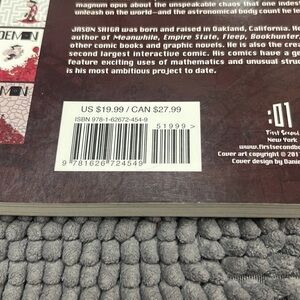 magnum opus about the unspeakable chaos that one indest
unleash on the world—and the astronomical body count he le
JASON SHIGA was born and raised in Oakland, California. He
author of Meanwhile, Empire State, Fleep, Bookhunter,
other comic books and graphic novels. He is also the crea
second largest interactive comic. His comics have a ge
feature exciting uses of mathematics and unusual struc
is his most ambitious project to date.
DEMON
MON
US $19.99 / CAN $27.99
ISBN 978-1-62672-454-9
51999>
9 781626 724549
:01
First Second
New York
www.firstsecondb
Cover art copyright © 201
Cover design by Danie